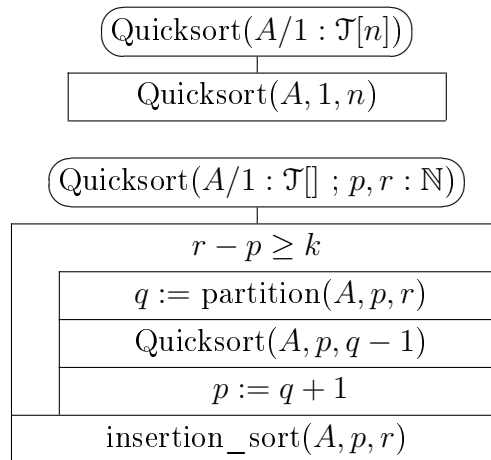 Quicksort(A/1 : 𝒯[n])
Quicksort(A, 1, n)
Quicksort(A/1 : 𝒯[] ; p, r : ℕ)
r − p ≥ k
q := partition(A, p, r)
Quicksort(A, p, q − 1)
p := q + 1
insertion_sort(A, p, r)